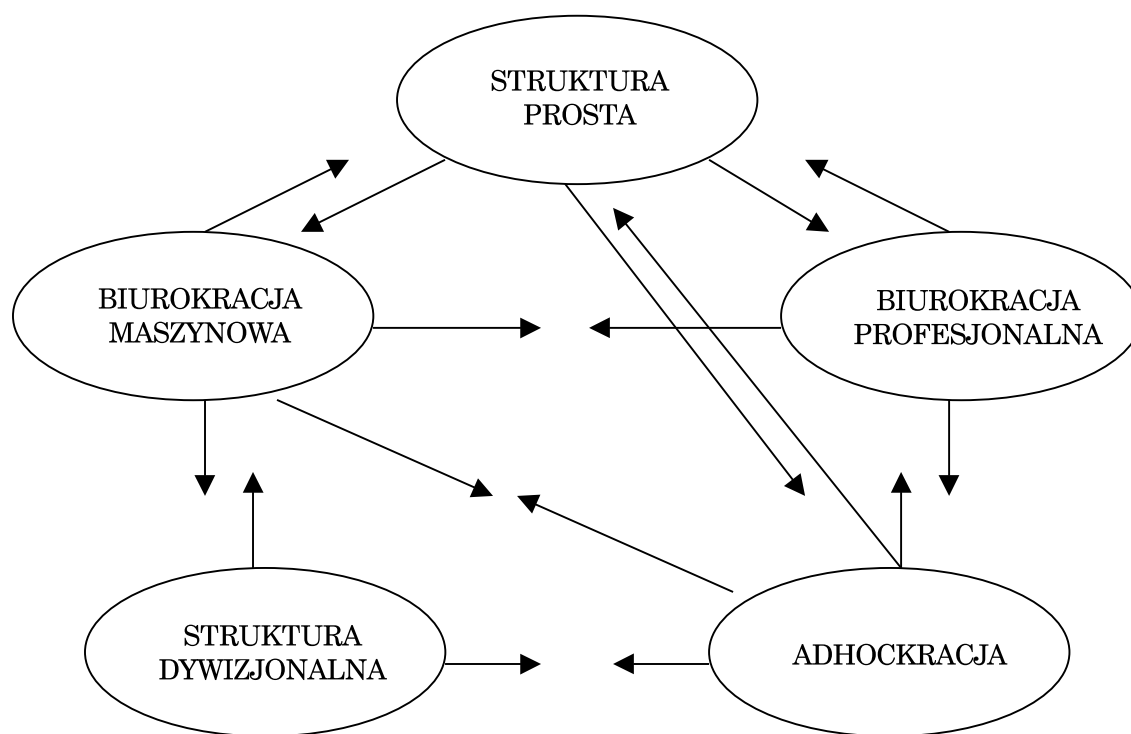 STRUKTURA
PROSTA
BIUROKRACJA
MASZYNOWA
BIUROKRACJA
PROFESJONALNA
STRUKTURA
DYWIZJONALNA
ADHOCKRACJA